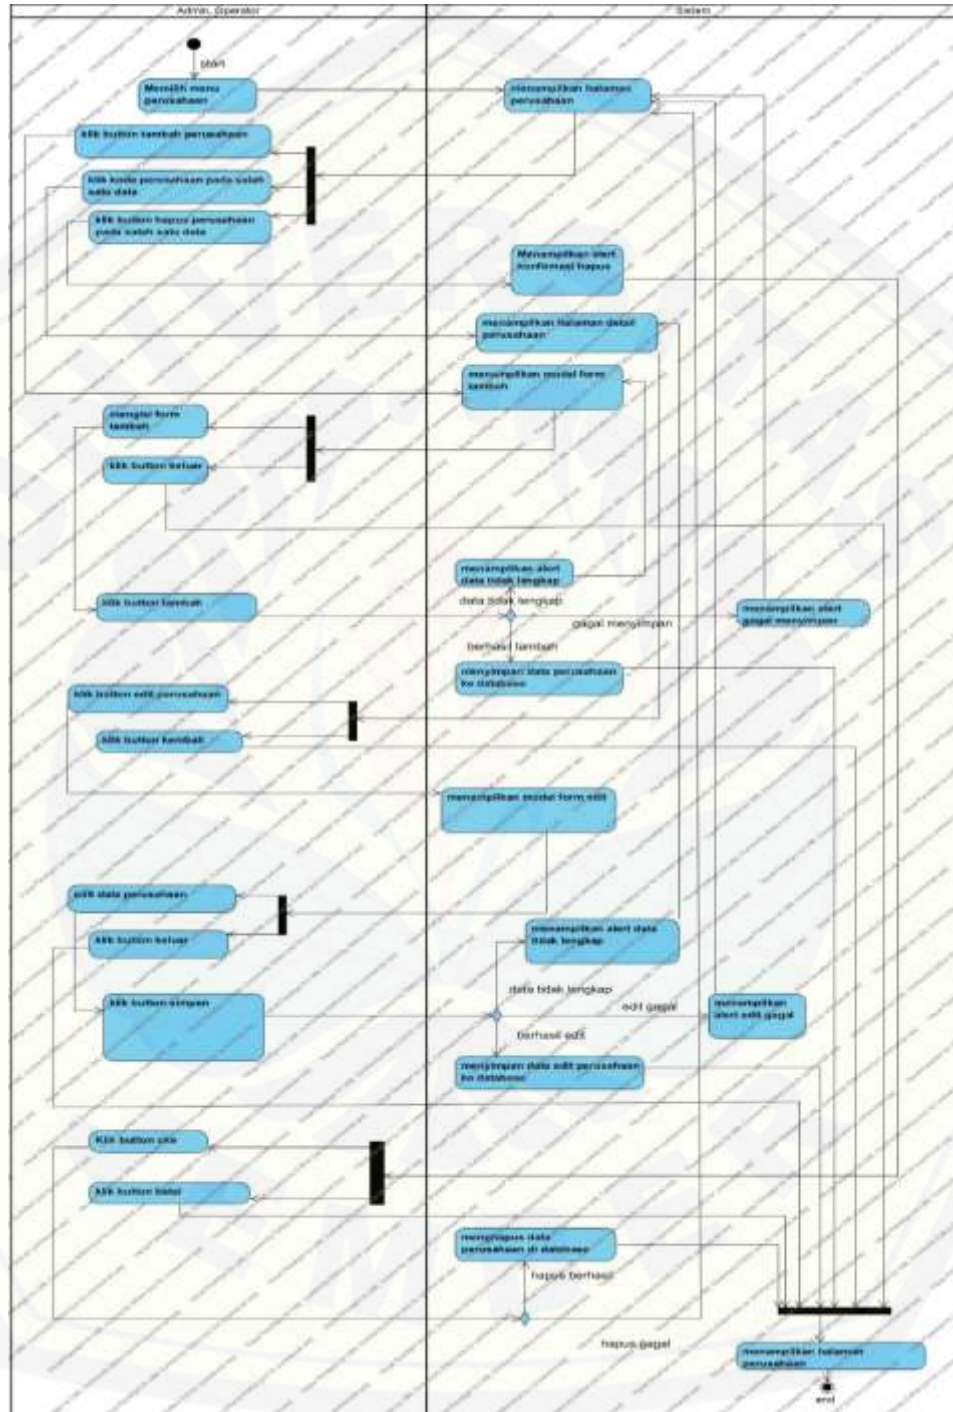 Admin, Operator
Sistem
start
Memilih menu
perusahaan
menampilkan halaman
perusahaan
klik button tambah perusahaan
klik kode perusahaan pada salah
satu data
klik button hapus perusahaan
pada salah satu data
Menampilkan alert
konfirmasi hapus
menampilkan halaman detail
perusahaan
menampilkan modal form
tambah
mengisi form
tambah
klik button keluar
menampilkan alert
data tidak lengkap
data tidak lengkap
klik button tambah
gagal menyimpan
menampilkan alert
gagal menyimpan
berhasil tambah
menyimpan data perusahaan
ke database
klik button edit perusahaan
klik button kembali
menampilkan modal form edit
edit data perusahaan
klik button keluar
menampilkan alert data
tidak lengkap
data tidak lengkap
klik button simpan
edit gagal
menampilkan
alert edit gagal
berhasil edit
menyimpan data edit perusahaan
ke database
Klik button oke
klik button batal
menghapus data
perusahaan di database
hapus berhasil
hapus gagal
menampilkan halaman
perusahaan
end